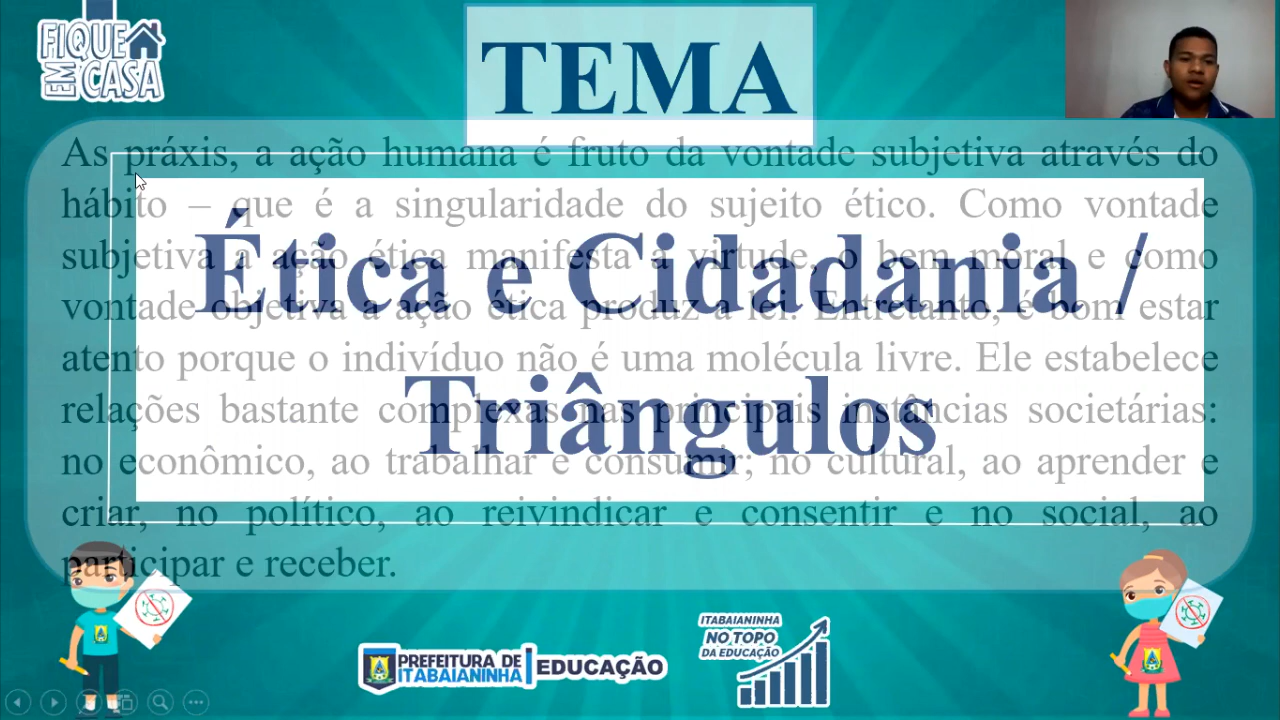 FIQUE
EM CASA
TEMA
As práxis, a ação humana é fruto da vontade subjetiva através do
hábito – que é a singularidade do sujeito ético. Como vontade
subjetiva a ação ética manifesta a virtude, o bem moral e como
vontade objetiva a ação ética produz a lei. Entretanto, é bom estar
atento porque o indivíduo não é uma molécula livre. Ele estabelece
relações bastante complexas nas principais instâncias societárias:
no econômico, ao trabalhar e consumir; no cultural, ao aprender e
criar, no político, ao reivindicar e consentir e no social, ao
participar e receber.
Ética e Cidadania /
Triângulos
PREFEITURA DE
ITABAIANINHA
EDUCAÇÃO
ITABAIANINHA
NO TOPO
DA EDUCAÇÃO